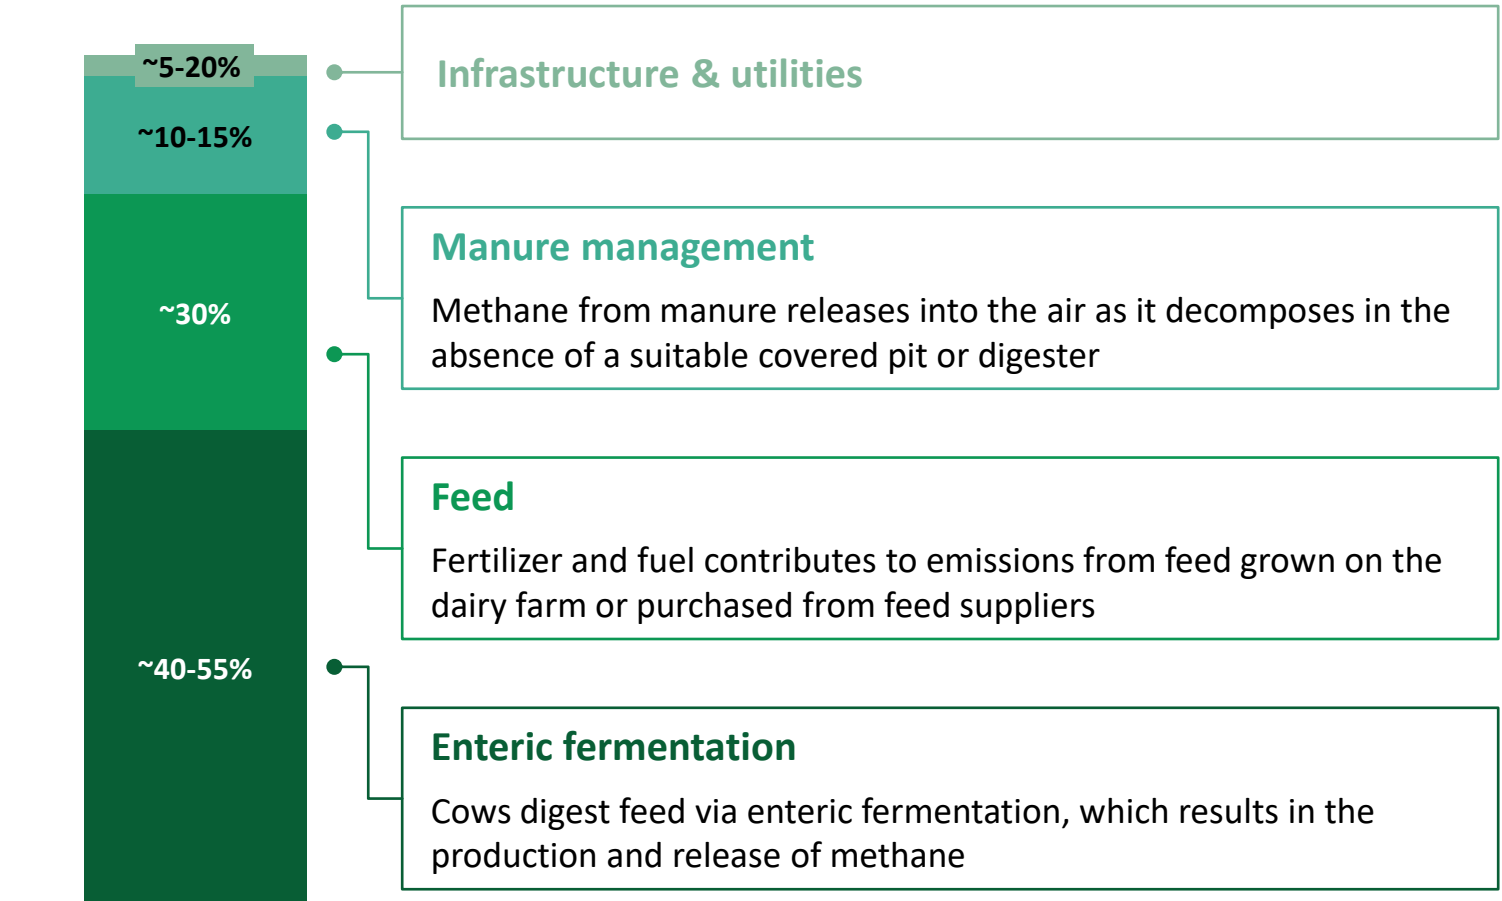 ~5-20%
Infrastructure & utilities
~10-15%
Manure management
Methane from manure releases into the air as it decomposes in the
absence of a suitable covered pit or digester
~30%
Feed
Fertilizer and fuel contributes to emissions from feed grown on the
dairy farm or purchased from feed suppliers
~40-55%
Enteric fermentation
Cows digest feed via enteric fermentation, which results in the
production and release of methane